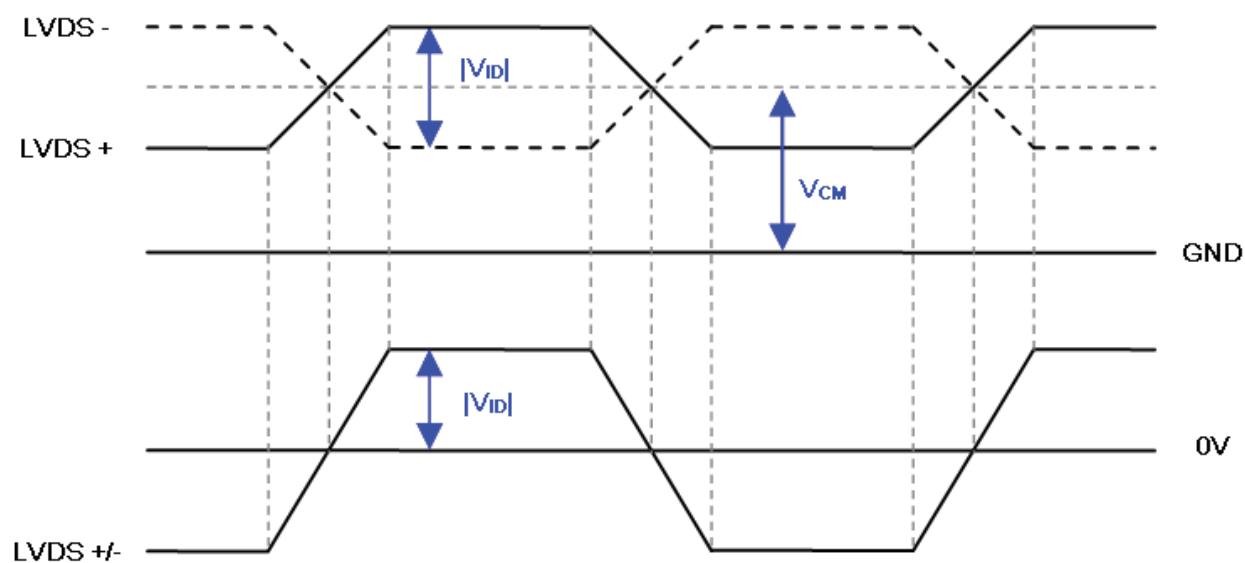 LVDS -
|VID|
LVDS +
VCM
GND
|VID|
0V
LVDS +/-